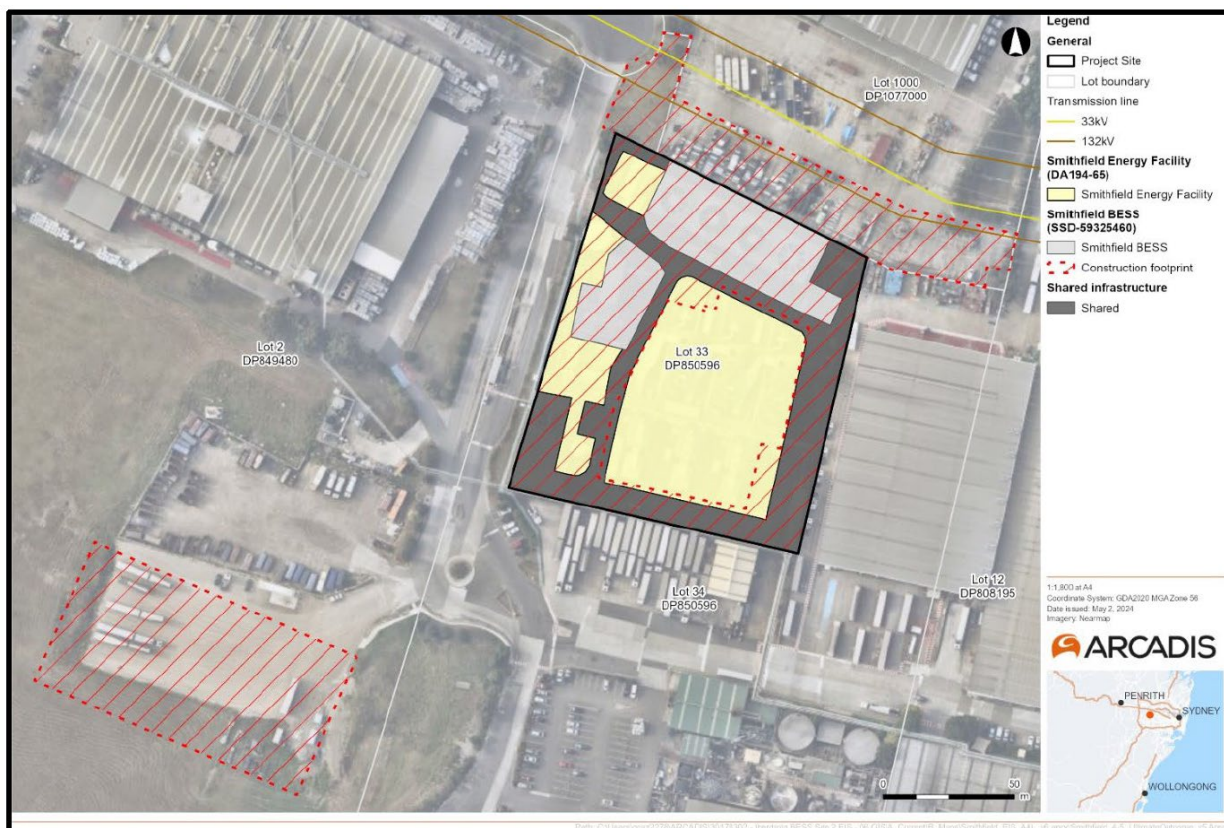 Lot 1000
DP1077000
Lot 33
DP850596
Lot 2
DP849480
Lot 34
DP850596
Lot 12
DP808195
0
50
m
Legend
General
Project Site
Lot boundary
Transmission line
33kV
132kV
Smithfield Energy Facility
(DA194-65)
Smithfield Energy Facility
Smithfield BESS
(SSD-59325460)
Smithfield BESS
Construction footprint
Shared infrastructure
Shared
1:1,800 at A4
Coordinate System: GDA2020 MGA Zone 56
Date issued: May 2, 2024
Imagery: Nearmap
ARCADIS
PENRITH
SYDNEY
WOLLONGONG